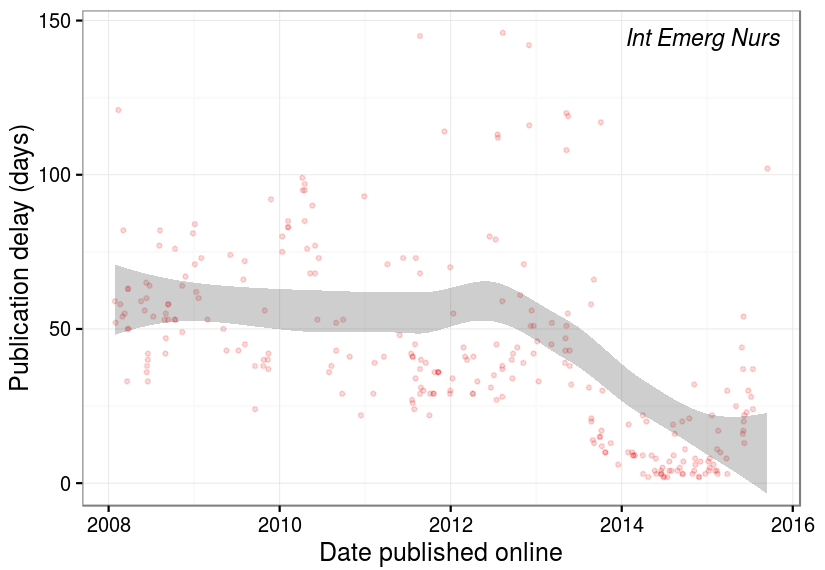 Int Emerg Nurs
Publication delay (days)
150
100
50
0
2008 2010 2012 2014 2016
Date published online